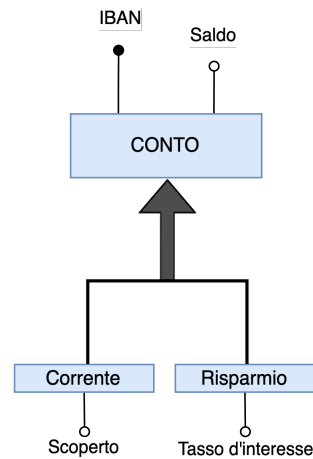 IBAN
Saldo
CONTO
Corrente
Risparmio
Scoperto
Tasso d'interesse